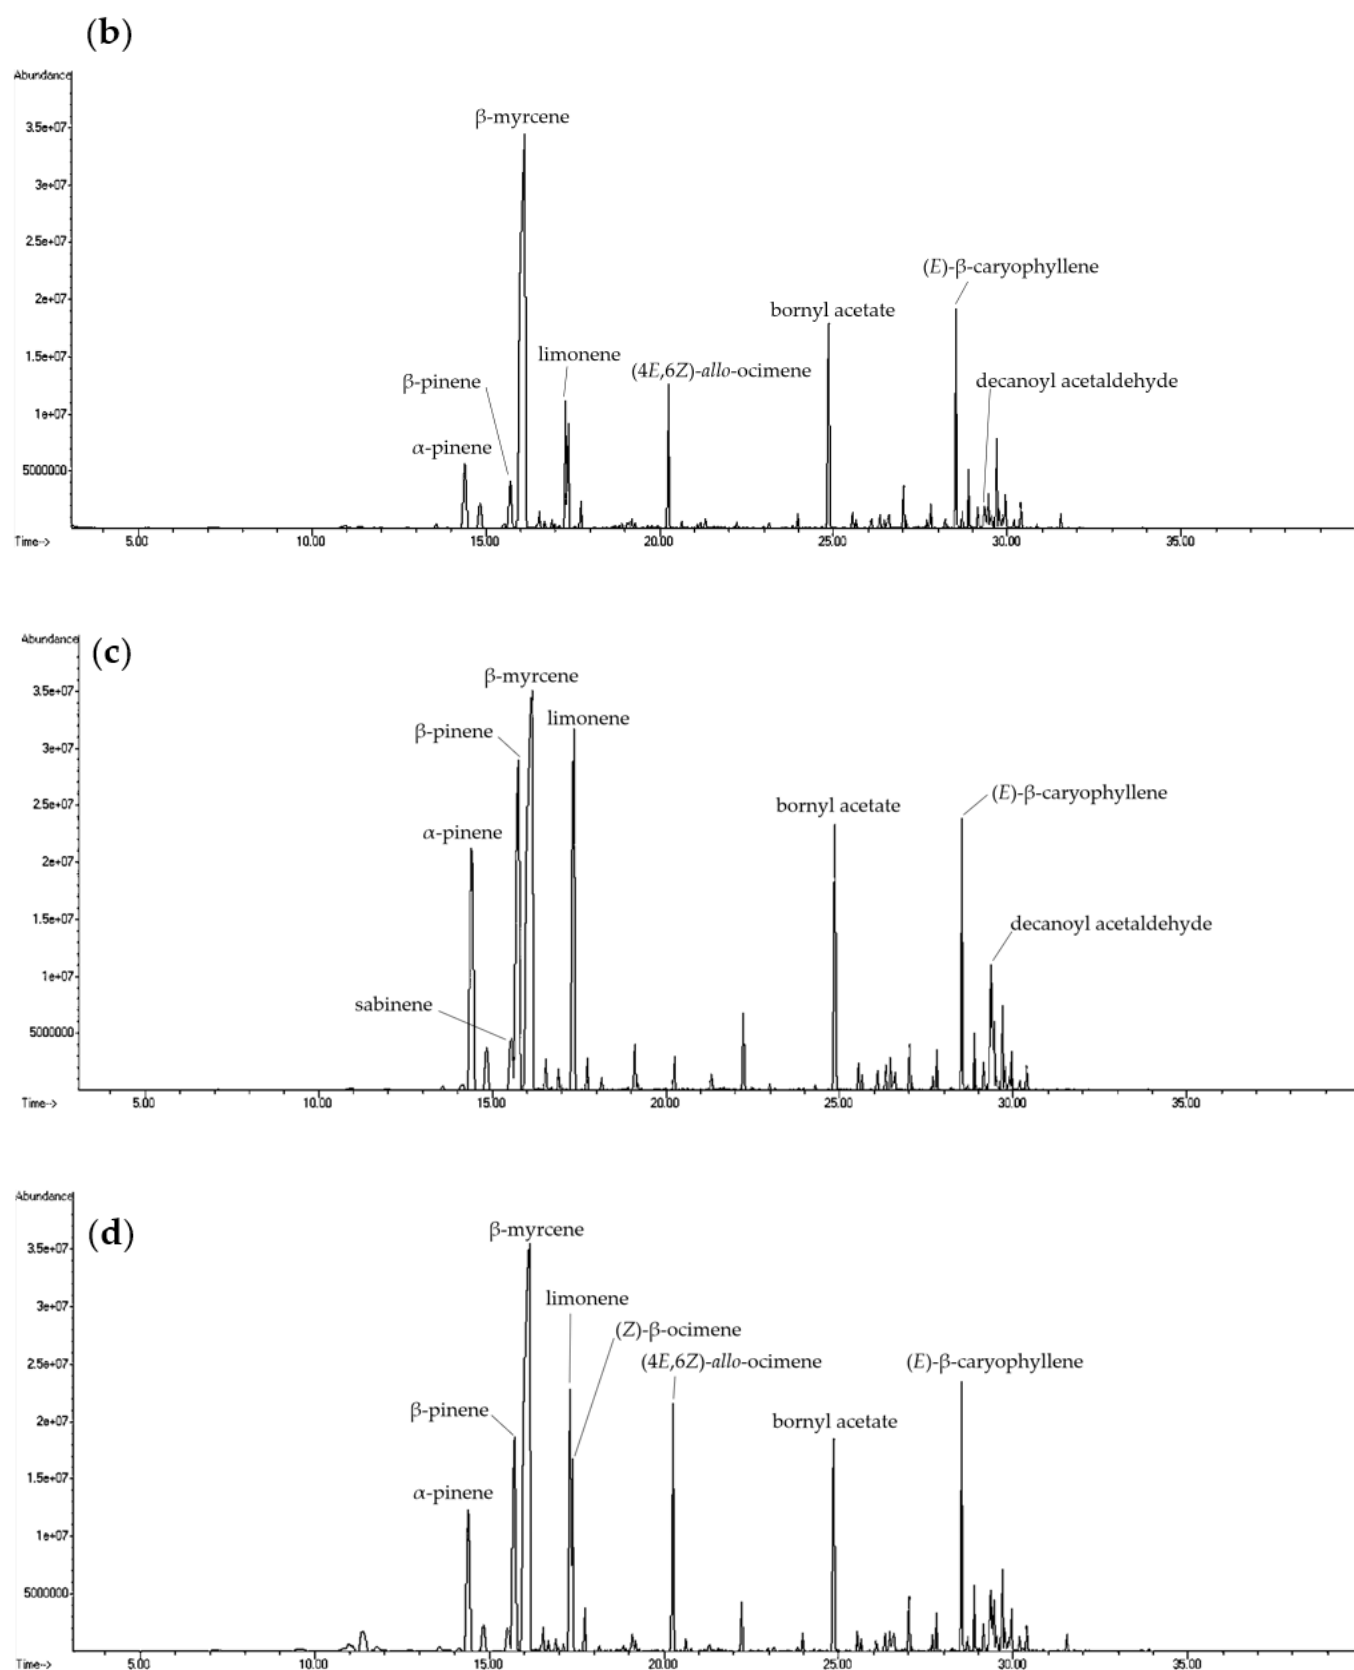 (b)
Abundance
β-myrcene
3.5e+07
3e+07
2.5e+07
(E)-β-caryophyllene
2e+07
bornyl acetate
1.5e+07
limonene
(4E,6Z)-allo-ocimene
β-pinene
decanoyl acetaldehyde
1e+07
α-pinene
5000000
Time-->
5.00 10.00 15.00 20.00 25.00 30.00 35.00
Abundance
(c)
β-myrcene
3.5e+07
limonene
β-pinene
3e+07
2.5e+07
(E)-β-caryophyllene
bornyl acetate
α-pinene
2e+07
1.5e+07
decanoyl acetaldehyde
1e+07
sabinene
5000000
Time-->
5.00 10.00 15.00 20.00 25.00 30.00 35.00
Abundance
(d)
β-myrcene
3.5e+07
limonene
3e+07
(Z)-β-ocimene
2.5e+07
(4E,6Z)-allo-ocimene
(E)-β-caryophyllene
β-pinene
2e+07
bornyl acetate
α-pinene
1.5e+07
1e+07
5000000
Time-->
5.00 10.00 15.00 20.00 25.00 30.00 35.00